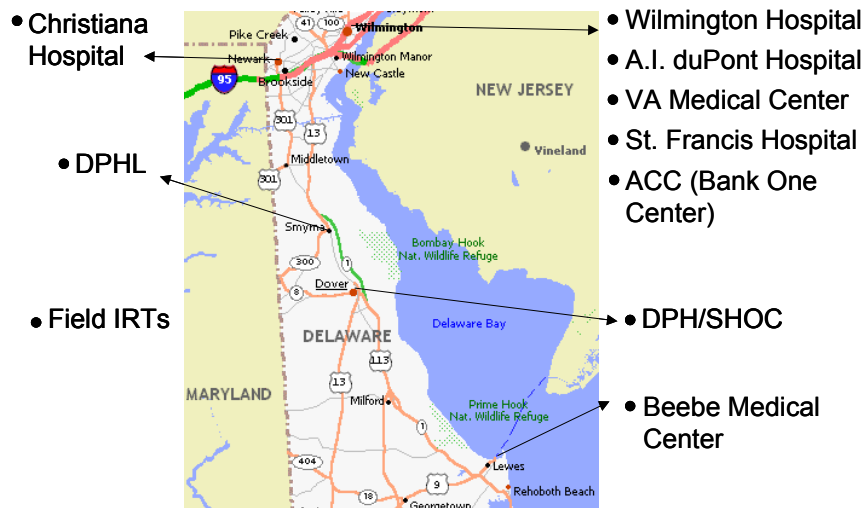 • Christiana
Hospital
• DPHL
• Field IRTs
41
100
Pike Creek
Wilmington
Newark
Wilmington Manor
New Castle
95
Brookside
NEW JERSEY
301
13
Vineland
Middletown
301
Smyrna
Bombay Hook
Nat. Wildlife Refuge
300
1
8
Dover
Delaware Bay
DELAWARE
113
13
MARYLAND
Milford
Prime Hook
Nat. Wildlife Refuge
1
404
Lewes
9
Rehoboth Beach
18
Georgetown
• Wilmington Hospital
• A.I. duPont Hospital
• VA Medical Center
• St. Francis Hospital
• ACC (Bank One
Center)
• DPH/SHOC
• Beebe Medical
Center